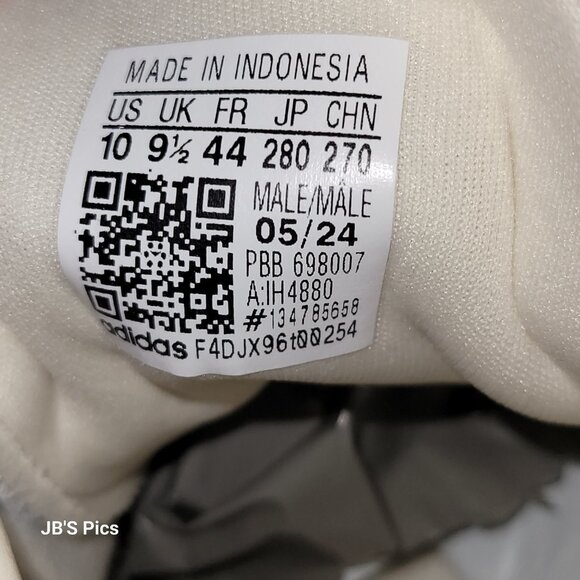 MADE IN INDONESIA
US UK FR JP CHN
10 9½ 44 280 270
MALE/MÂLE
05/24
PBB 698007
A:IH4880
#134785658
adidas F4DJX96t00254
JB'S Pics